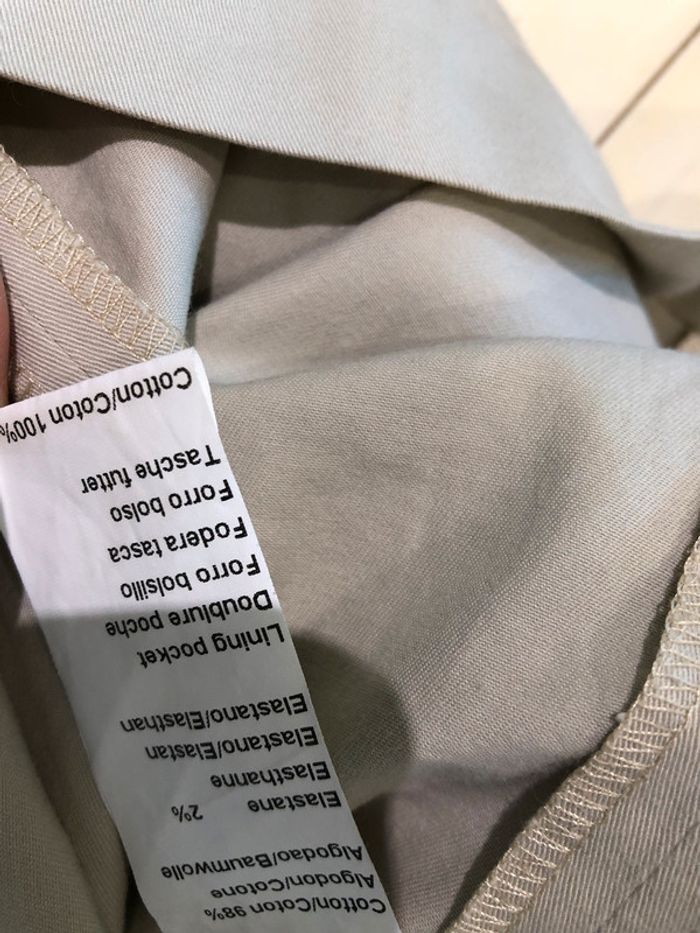 Cotton/Coton 98%
Algodon/Cotone
Algodao/Baumwolle
Elastane 2%
Elasthanne
Elastano/Elastan
Elastano/Elasthan
Lining pocket
Doublure poche
Forro bolsillo
Fodera tasca
Forro bolso
Tasche futter
Cotton/Coton 100%